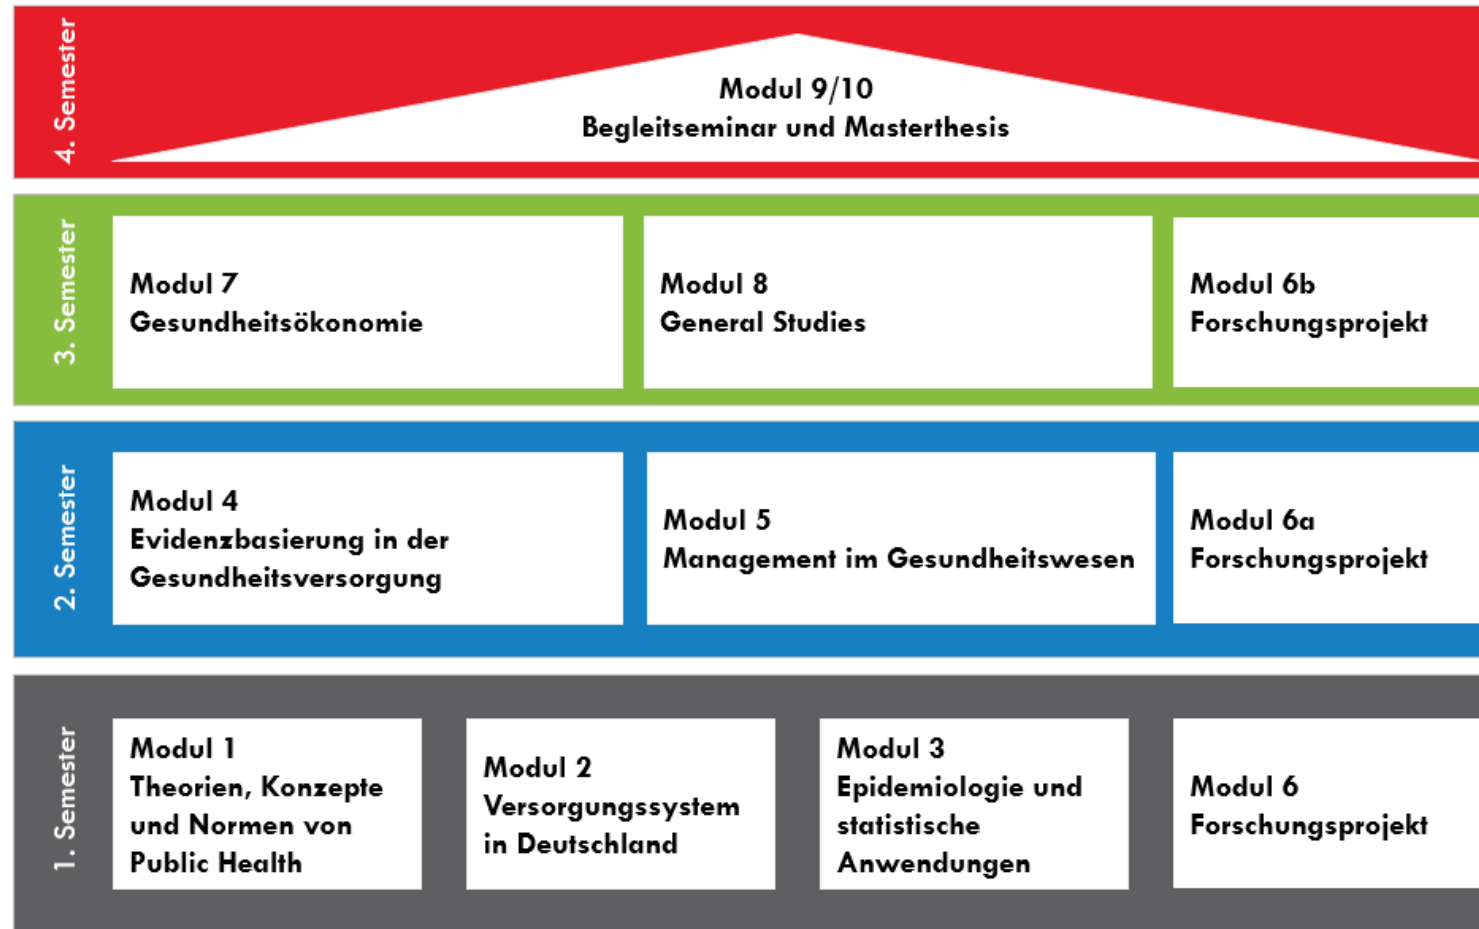 4. Semester
Modul 9/10
Begleitseminar und Masterthesis
3. Semester
Modul 7
Gesundheitsökonomie
Modul 8
General Studies
Modul 6b
Forschungsprojekt
2. Semester
Modul 4
Evidenzbasierung in der
Gesundheitsversorgung
Modul 5
Management im Gesundheitswesen
Modul 6a
Forschungsprojekt
1. Semester
Modul 1
Theorien, Konzepte
und Normen von
Public Health
Modul 2
Versorgungssystem
in Deutschland
Modul 3
Epidemiologie und
statistische
Anwendungen
Modul 6
Forschungsprojekt